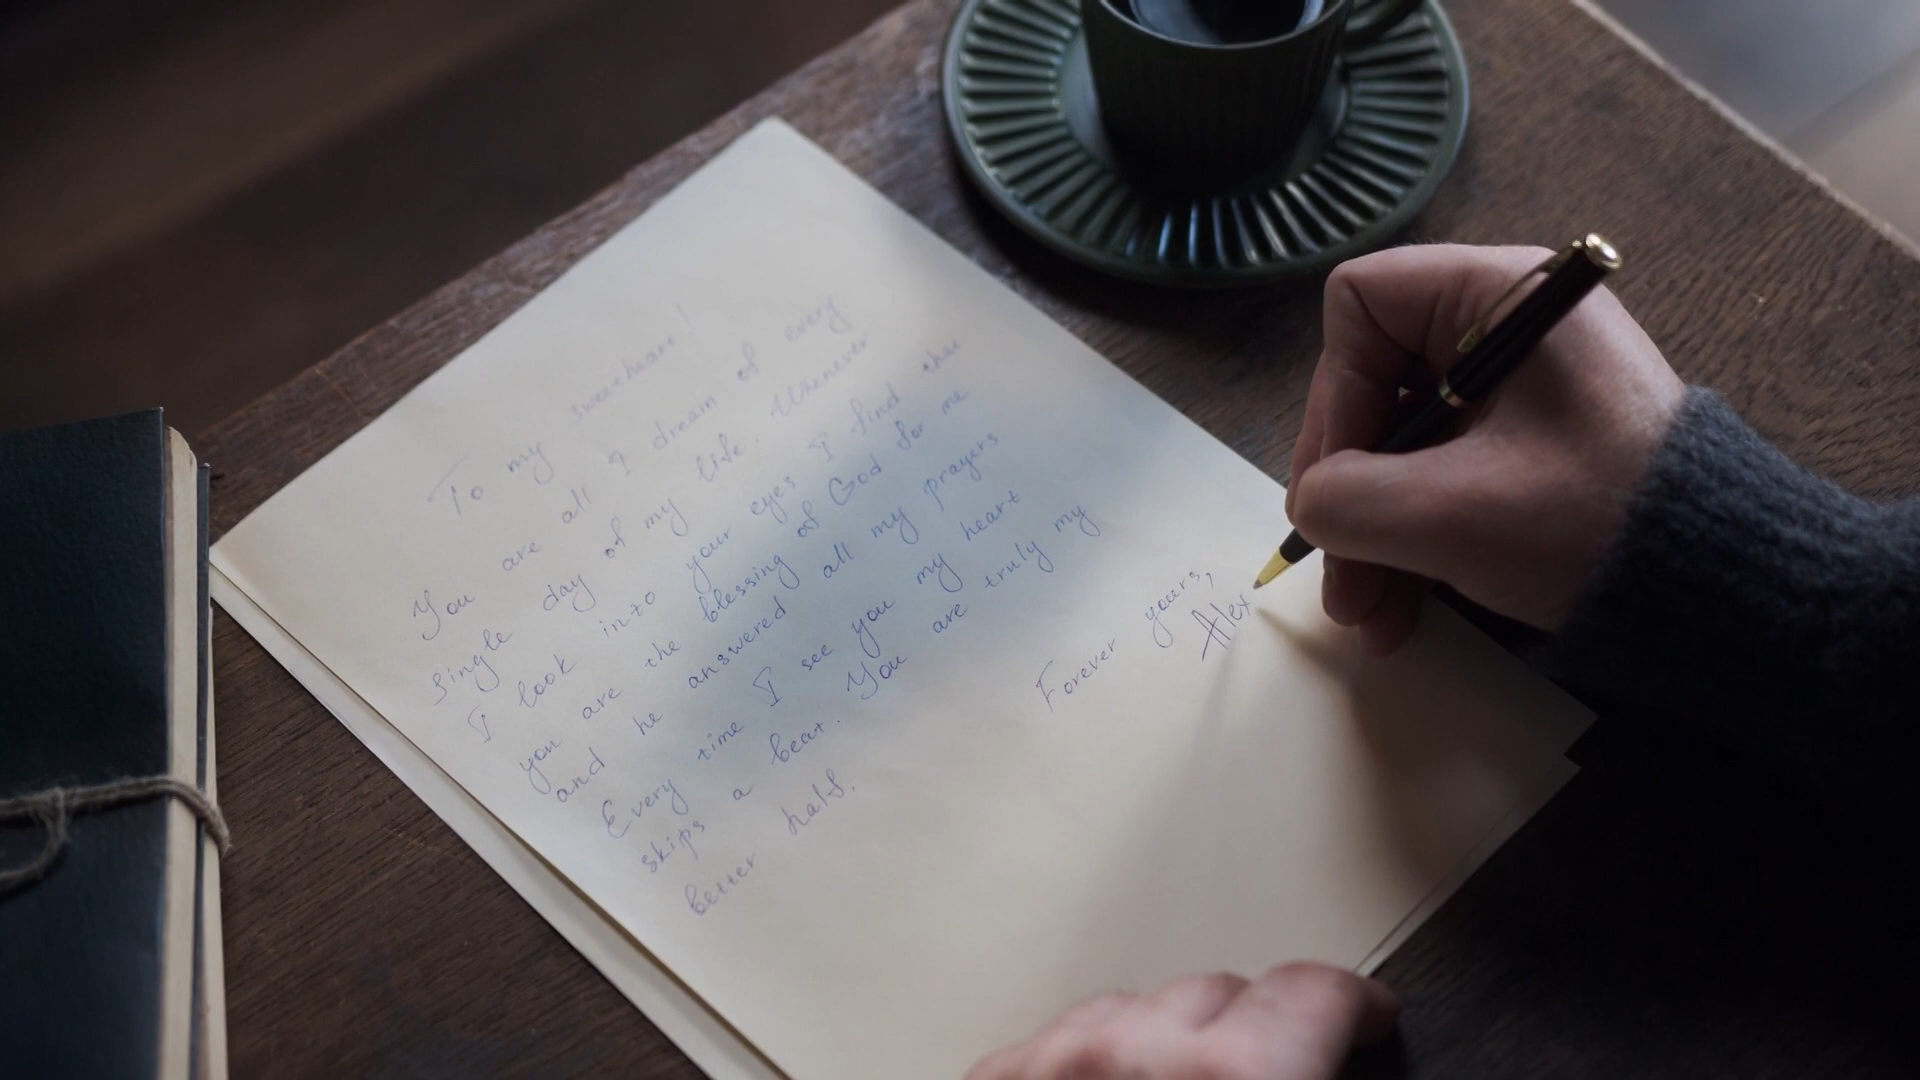 To my sweetheart!
You are all I dream of every
single day of my life. Whenever
I look into your eyes I find that
you are the blessing of God for me
and he answered all my prayers.
Every time I see you my heart
skips a beat. You are truly my
better half.
Forever yours,
Alex